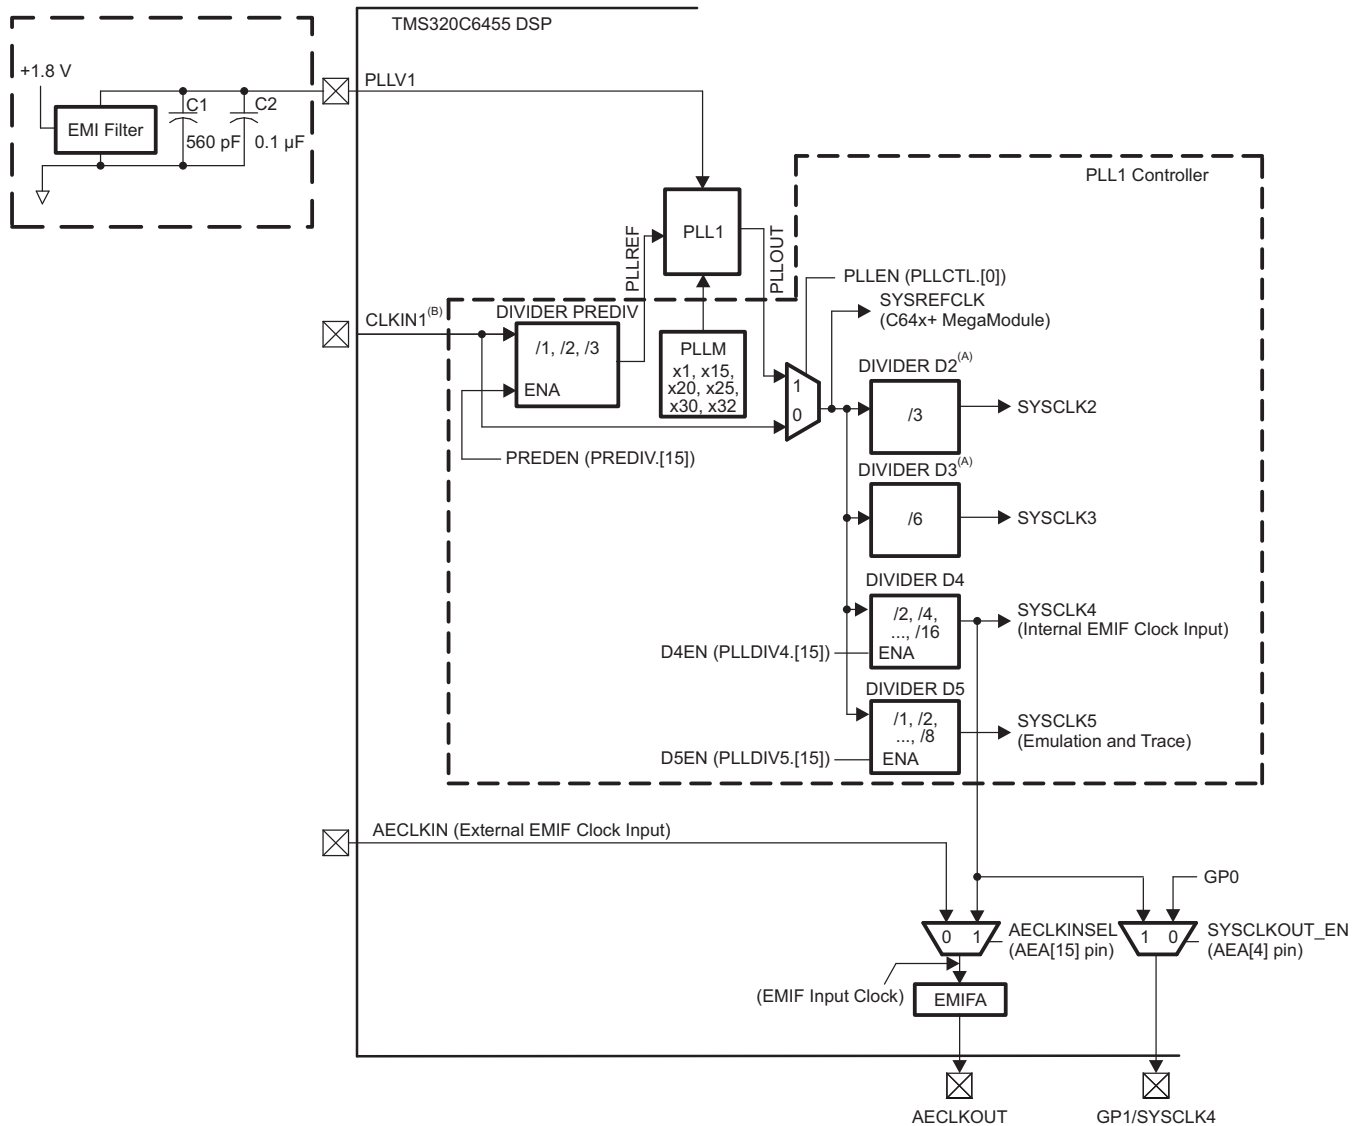 TMS320C6455 DSP
+1.8 V
EMI Filter
C1
560 pF
C2
0.1 µF
PLLV1
PLL1 Controller
PLLREF
PLL1
PLLOUT
PLLEN (PLLCTL.[0])
SYSREFCLK
(C64x+ MegaModule)
CLKIN1(B)
DIVIDER PREDIV
/1, /2, /3
ENA
PLLM
x1, x15,
x20, x25,
x30, x32
1
0
PREDEN (PREDIV.[15])
DIVIDER D2(A)
/3
SYSCLK2
DIVIDER D3(A)
/6
SYSCLK3
DIVIDER D4
/2, /4,
..., /16
ENA
D4EN (PLLDIV4.[15])
SYSCLK4
(Internal EMIF Clock Input)
DIVIDER D5
/1, /2,
..., /8
ENA
D5EN (PLLDIV5.[15])
SYSCLK5
(Emulation and Trace)
AECLKIN (External EMIF Clock Input)
GP0
0 1
AECLKINSEL
(AEA[15] pin)
1 0
SYSCLKOUT_EN
(AEA[4] pin)
(EMIF Input Clock)
EMIFA
AECLKOUT
GP1/SYSCLK4